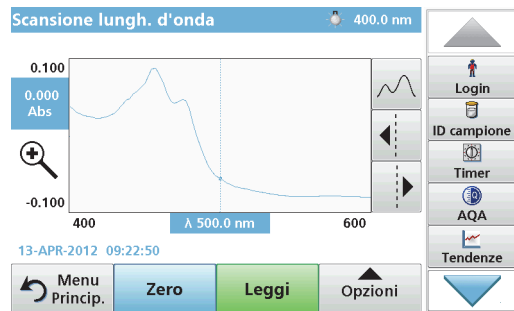 Scansione lungh. d'onda
400.0 nm
0.100
0.000
Abs
-0.100
400
λ 500.0 nm
600
13-APR-2012 09:22:50
Menu
Princip.
Zero
Leggi
Opzioni
Login
ID campione
Timer
AQA
Tendenze